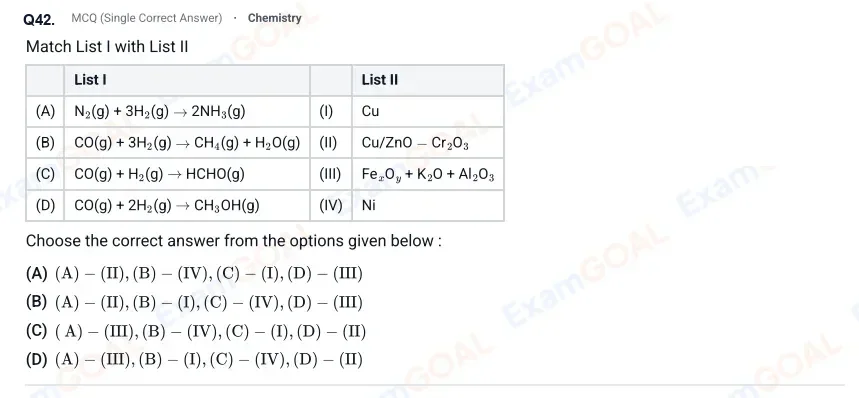 Q42. MCQ (Single Correct Answer) · Chemistry
Match List I with List II
List I List II
(A) N₂(g) + 3H₂(g) → 2NH₃(g) (I) Cu
(B) CO(g) + 3H₂(g) → CH₄(g) + H₂O(g) (II) Cu/ZnO − Cr₂O₃
(C) CO(g) + H₂(g) → HCHO(g) (III) FeₓOᵧ + K₂O + Al₂O₃
(D) CO(g) + 2H₂(g) → CH₃OH(g) (IV) Ni
Choose the correct answer from the options given below :
(A) (A) − (II), (B) − (IV), (C) − (I), (D) − (III)
(B) (A) − (II), (B) − (I), (C) − (IV), (D) − (III)
(C) ( A) − (III), (B) − (IV), (C) − (I), (D) − (II)
(D) (A) − (III), (B) − (I), (C) − (IV), (D) − (II)
ExamGOAL
ExamGOAL